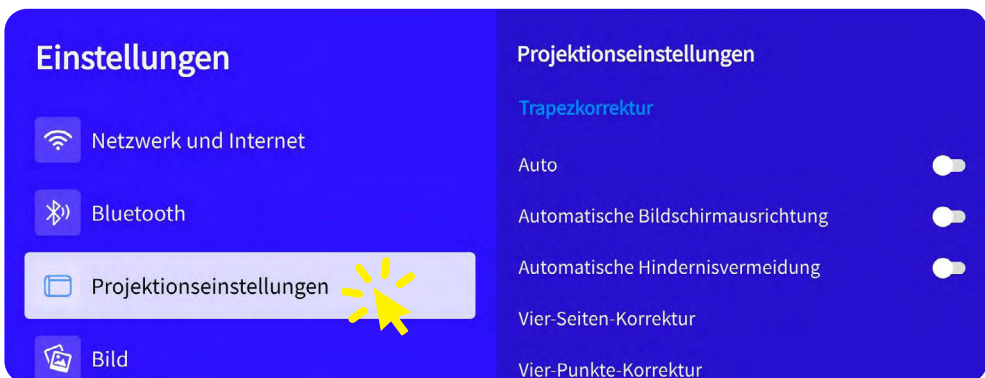 Einstellungen
Netzwerk und Internet
Bluetooth
Projektionseinstellungen
Bild
Projektionseinstellungen
Trapezkorrektur
Auto
Automatische Bildschirmausrichtung
Automatische Hindernisvermeidung
Vier-Seiten-Korrektur
Vier-Punkte-Korrektur